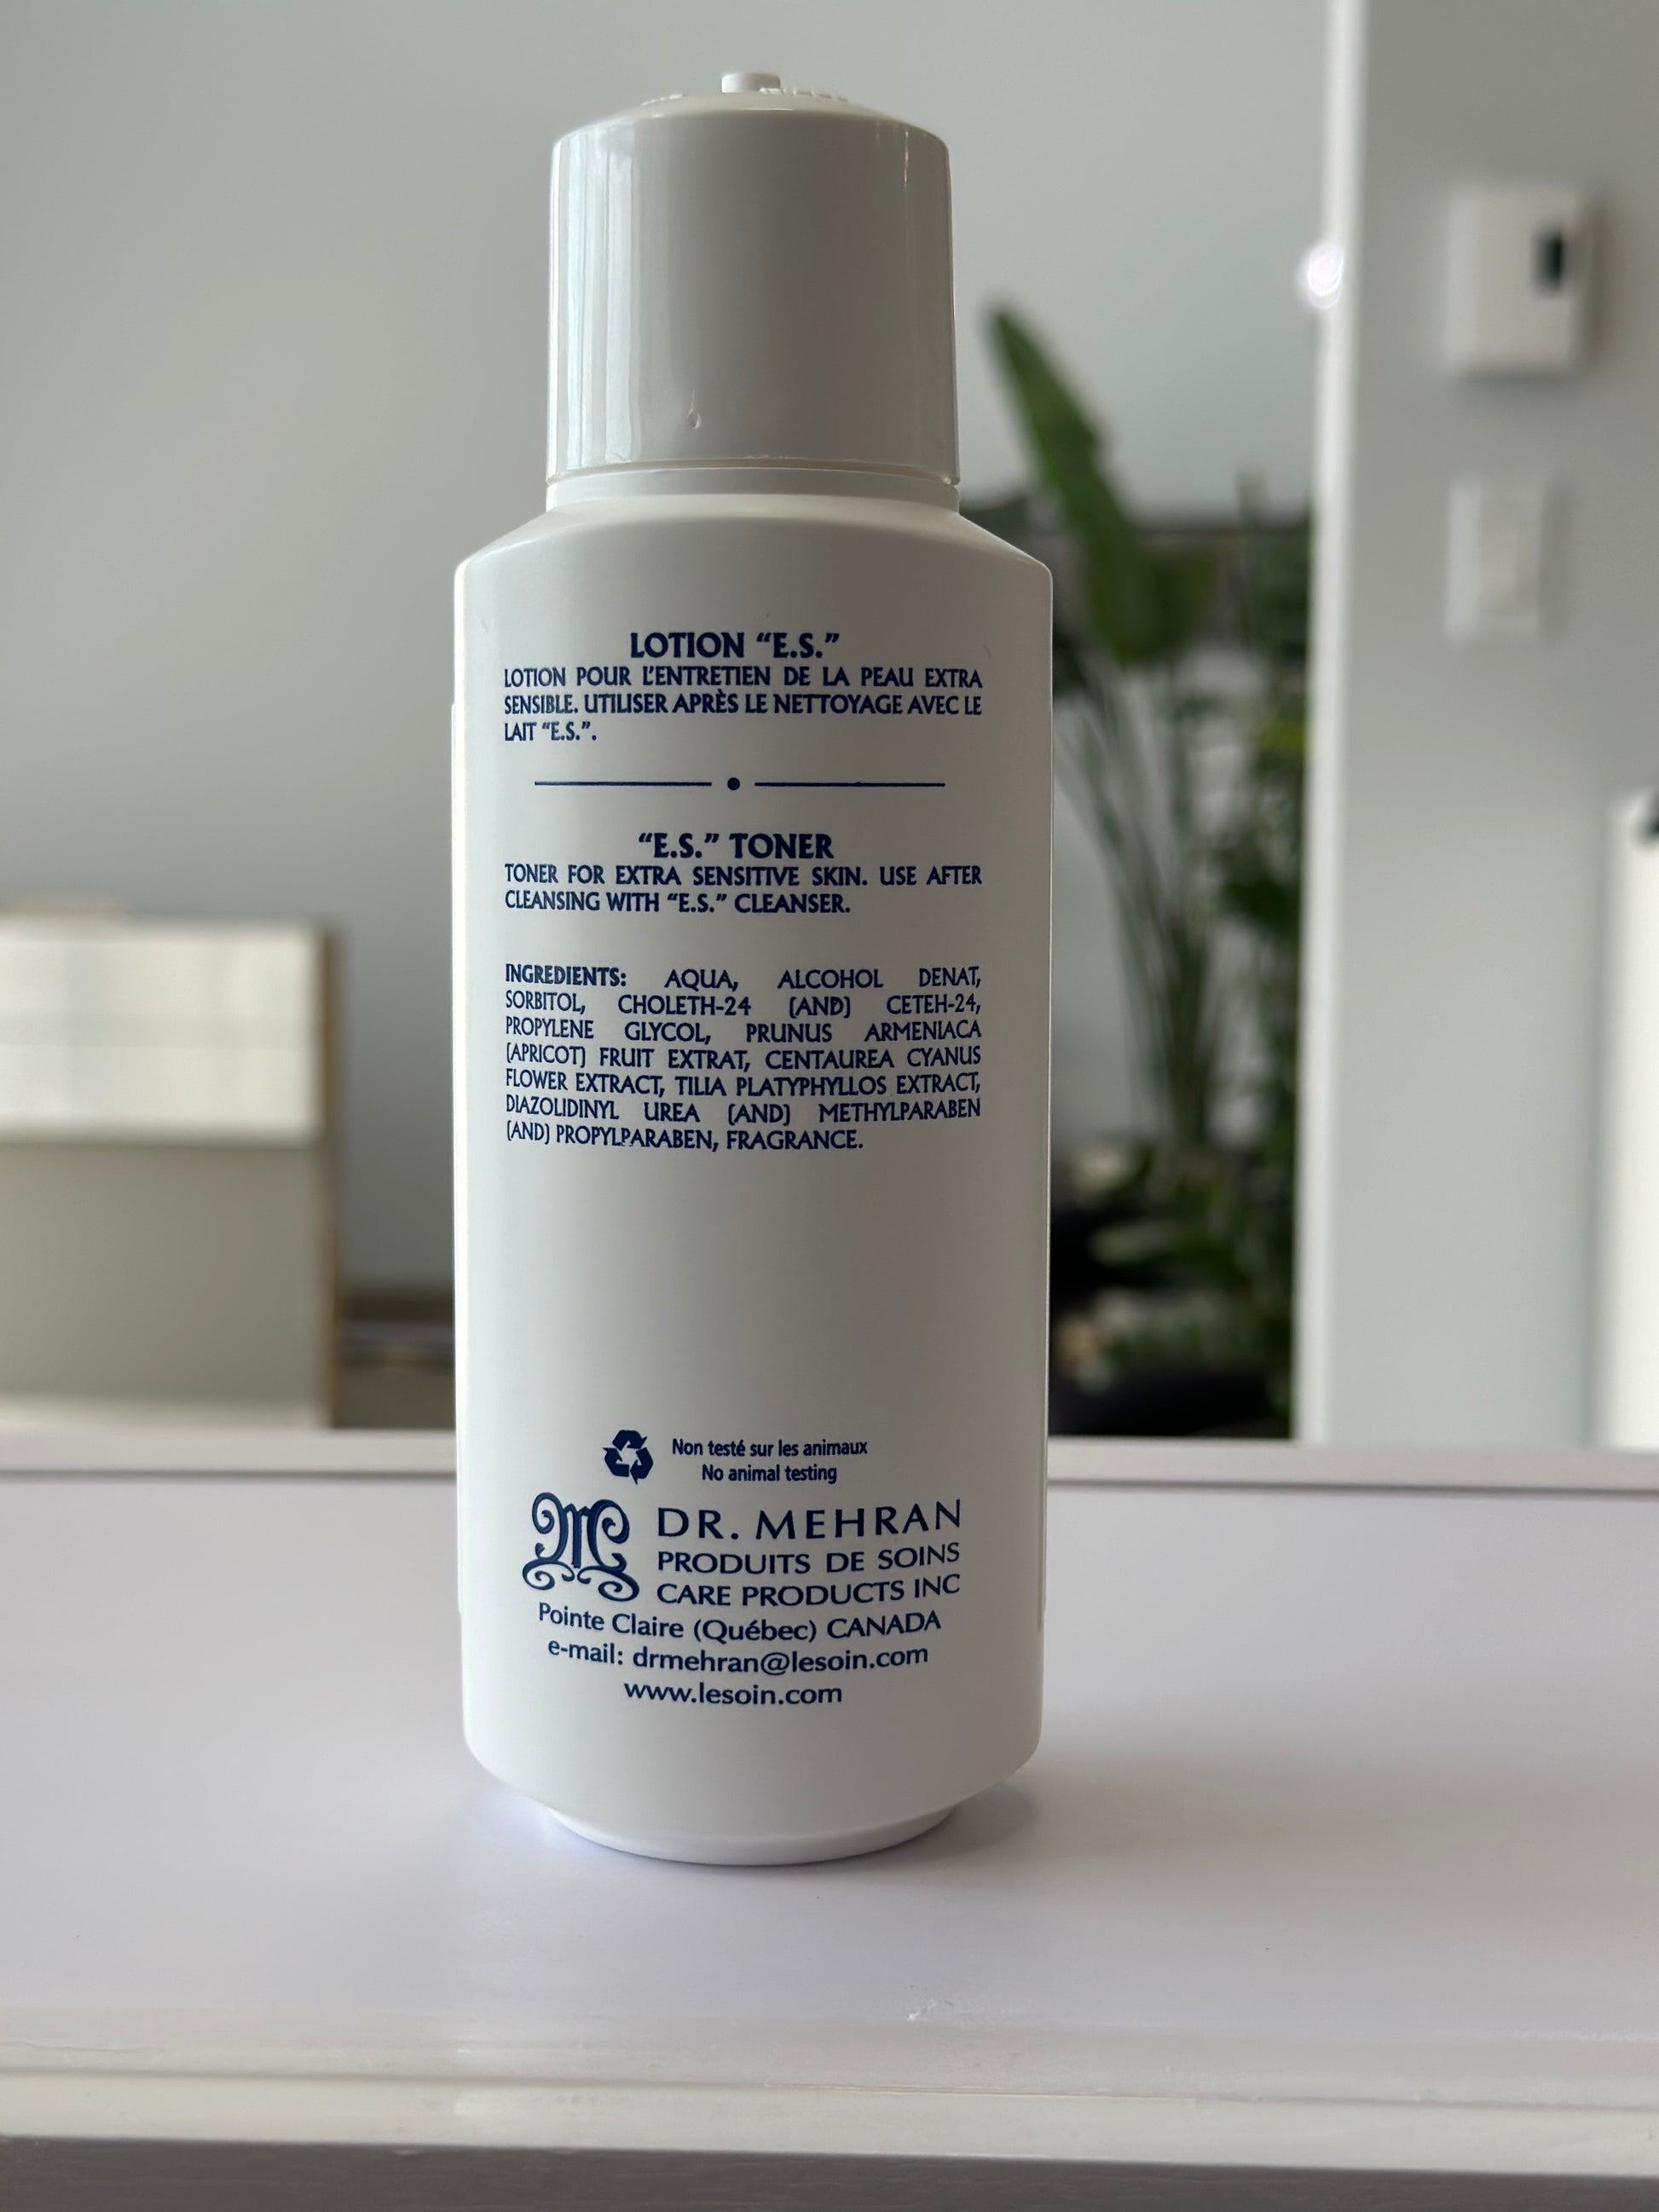 LOTION “E.S.”
LOTION POUR L’ENTRETIEN DE LA PEAU EXTRA
SENSIBLE. UTILISER APRÈS LE NETTOYAGE AVEC LE
LAIT “E.S.”.
“E.S.” TONER
TONER FOR EXTRA SENSITIVE SKIN. USE AFTER
CLEANSING WITH “E.S.” CLEANSER.
INGREDIENTS: AQUA, ALCOHOL DENAT,
SORBITOL, CHOLETH-24 (AND) CETEH-24,
PROPYLENE GLYCOL, PRUNUS ARMENIACA
(APRICOT) FRUIT EXTRAT, CENTAUREA CYANUS
FLOWER EXTRACT, TILIA PLATYPHYLLOS EXTRACT,
DIAZOLIDINYL UREA (AND) METHYLPARABEN
(AND) PROPYLPARABEN, FRAGRANCE.
Non testé sur les animaux
No animal testing
DR. MEHRAN
PRODUITS DE SOINS
CARE PRODUCTS INC
Pointe Claire (Québec) CANADA
e-mail: drmehran@lesoin.com
www.lesoin.com